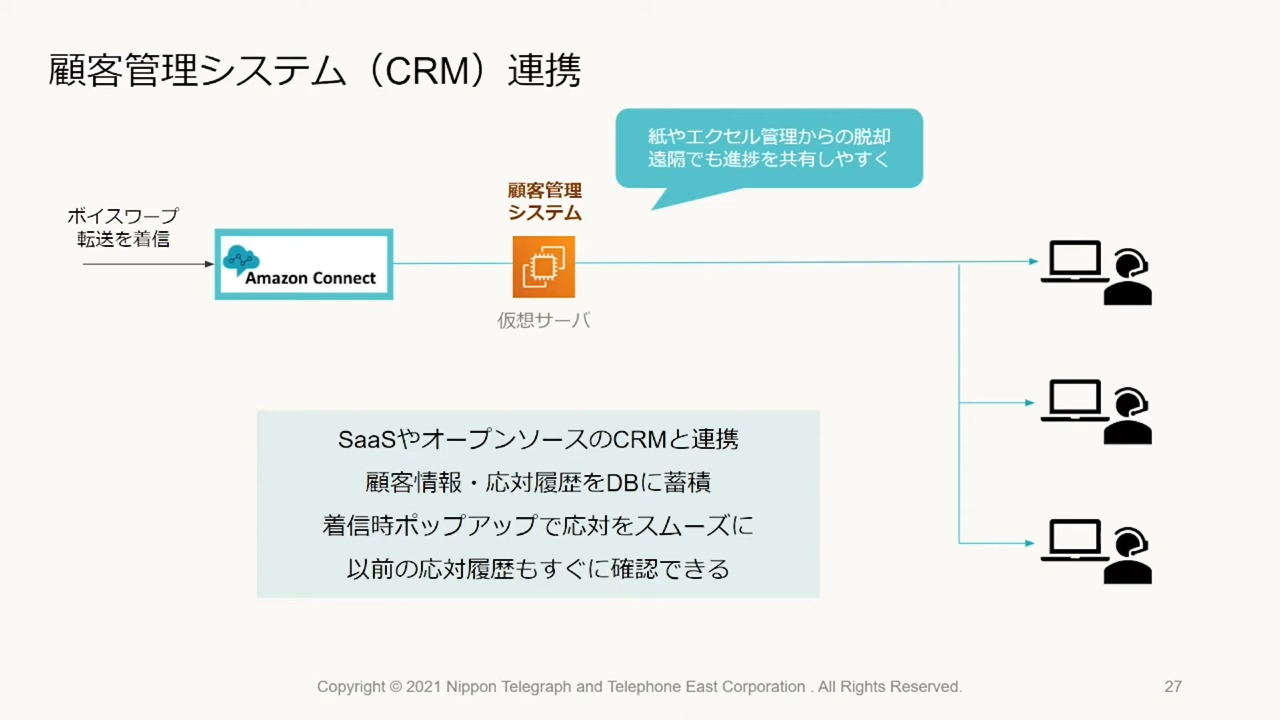 顧客管理システム（CRM）連携
紙やエクセル管理からの脱却
遠隔でも進捗を共有しやすく
顧客管理
システム
ボイスワープ
転送を着信
Amazon Connect
仮想サーバ
SaaSやオープンソースのCRMと連携
顧客情報・応対履歴をDBに蓄積
着信時ポップアップで応対をスムーズに
以前の応対履歴もすぐに確認できる
Copyright © 2021 Nippon Telegraph and Telephone East Corporation . All Rights Reserved.
27